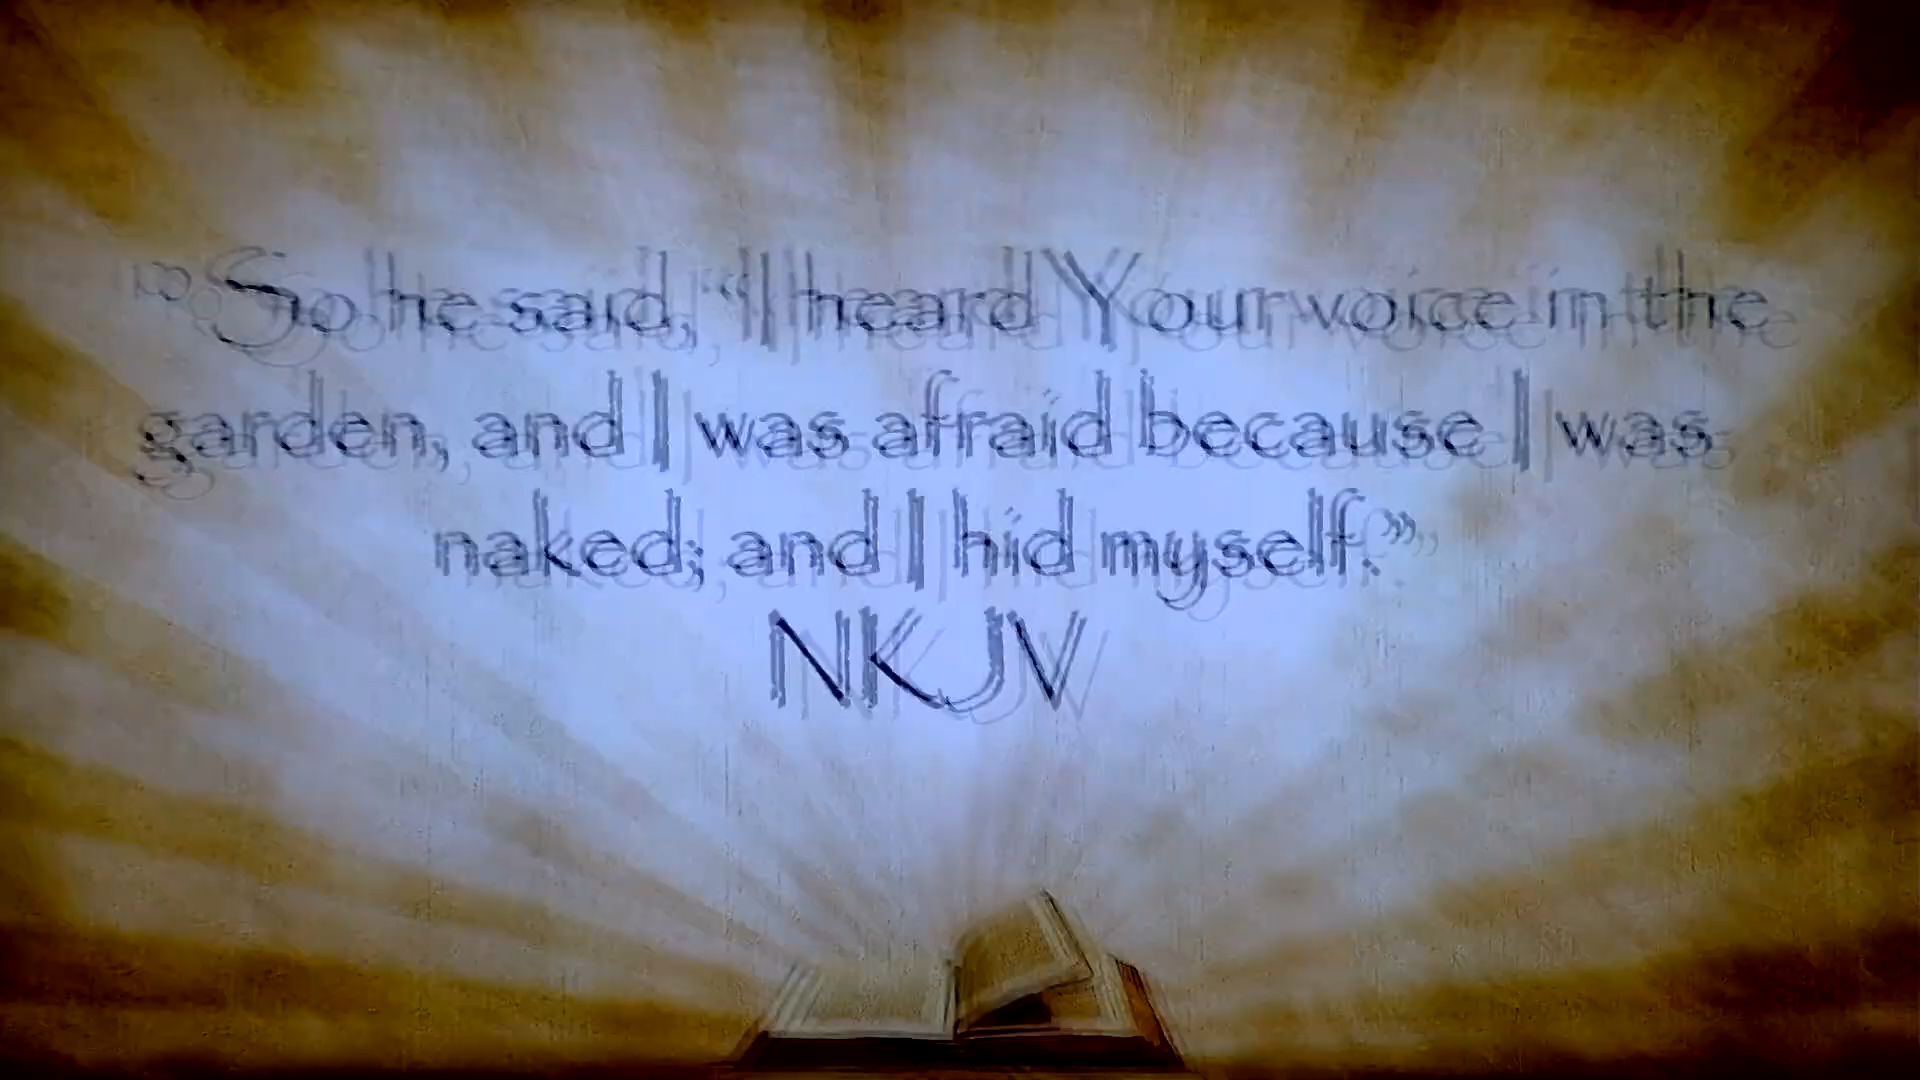 10 So he said, “I heard Your voice in the
garden, and I was afraid because I was
naked; and I hid myself.”
NKJV